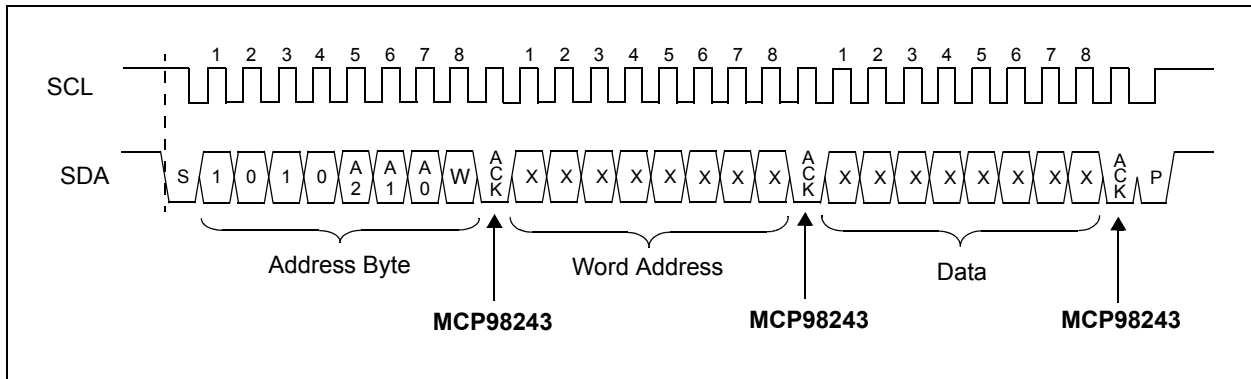 1 2 3 4 5 6 7 8 1 2 3 4 5 6 7 8 1 2 3 4 5 6 7 8
SCL
SDA S 1 0 1 0 A2 A1 A0 W ACK X X X X X X X X ACK X X X X X X X X ACK P
Address Byte Word Address Data
MCP98243 MCP98243 MCP98243